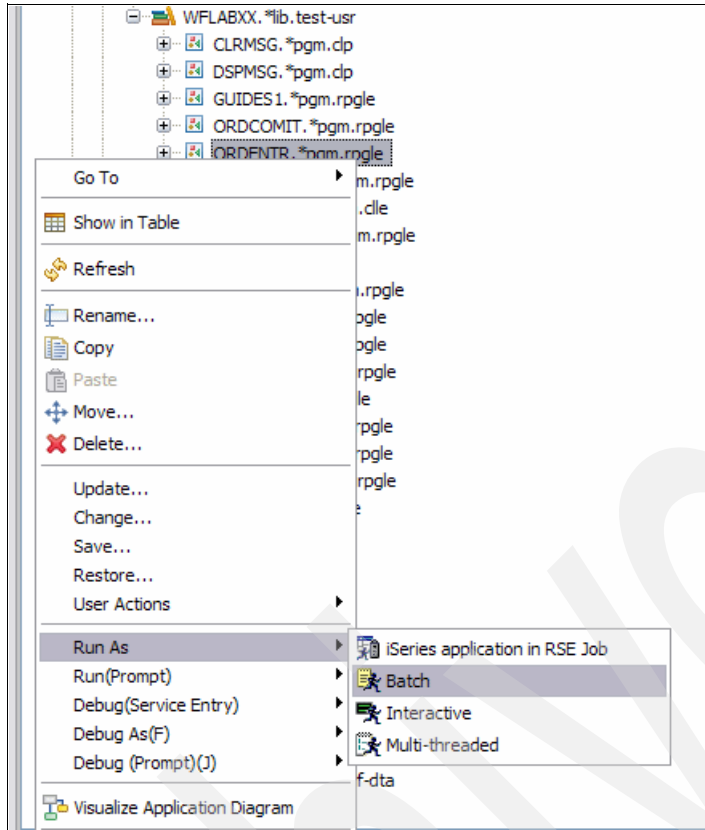 WFLABXX.*lib.test-usr
CLRMSG.*pgm.clp
DSPMSG.*pgm.clp
GUIDES1.*pgm.rpgle
ORDCOMIT.*pgm.rpgle
ORDENTR.*pgm.rpgle
Go To
m.rpgle
.clle
Show in Table
m.rpgle
Refresh
.rpgle
Rename...
pgle
Copy
pgle
Paste
rpgle
Move...
le
rpgle
Delete...
rpgle
Update...
rpgle
Change...
Save...
Restore...
User Actions
Run As
iSeries application in RSE Job
Run(Prompt)
Batch
Debug(Service Entry)
Interactive
Debug As(F)
Multi-threaded
Debug (Prompt)(J)
f-dta
Visualize Application Diagram